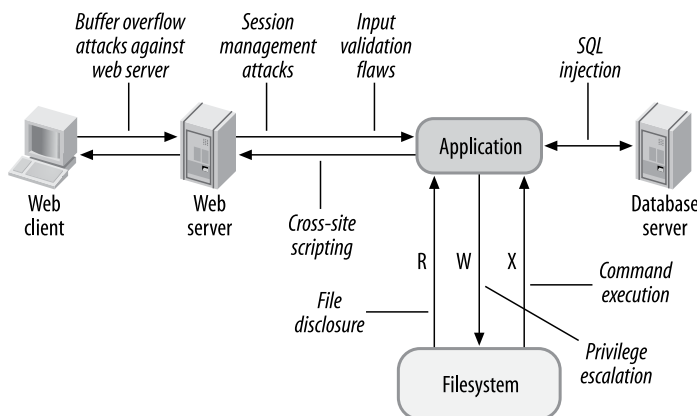 Buffer overflow
attacks against
web server
Session
management
attacks
Input
validation
flaws
SQL
injection
Application
Web
client
Web
server
Database
server
Cross-site
scripting
R
W
X
Command
execution
File
disclosure
Privilege
escalation
Filesystem